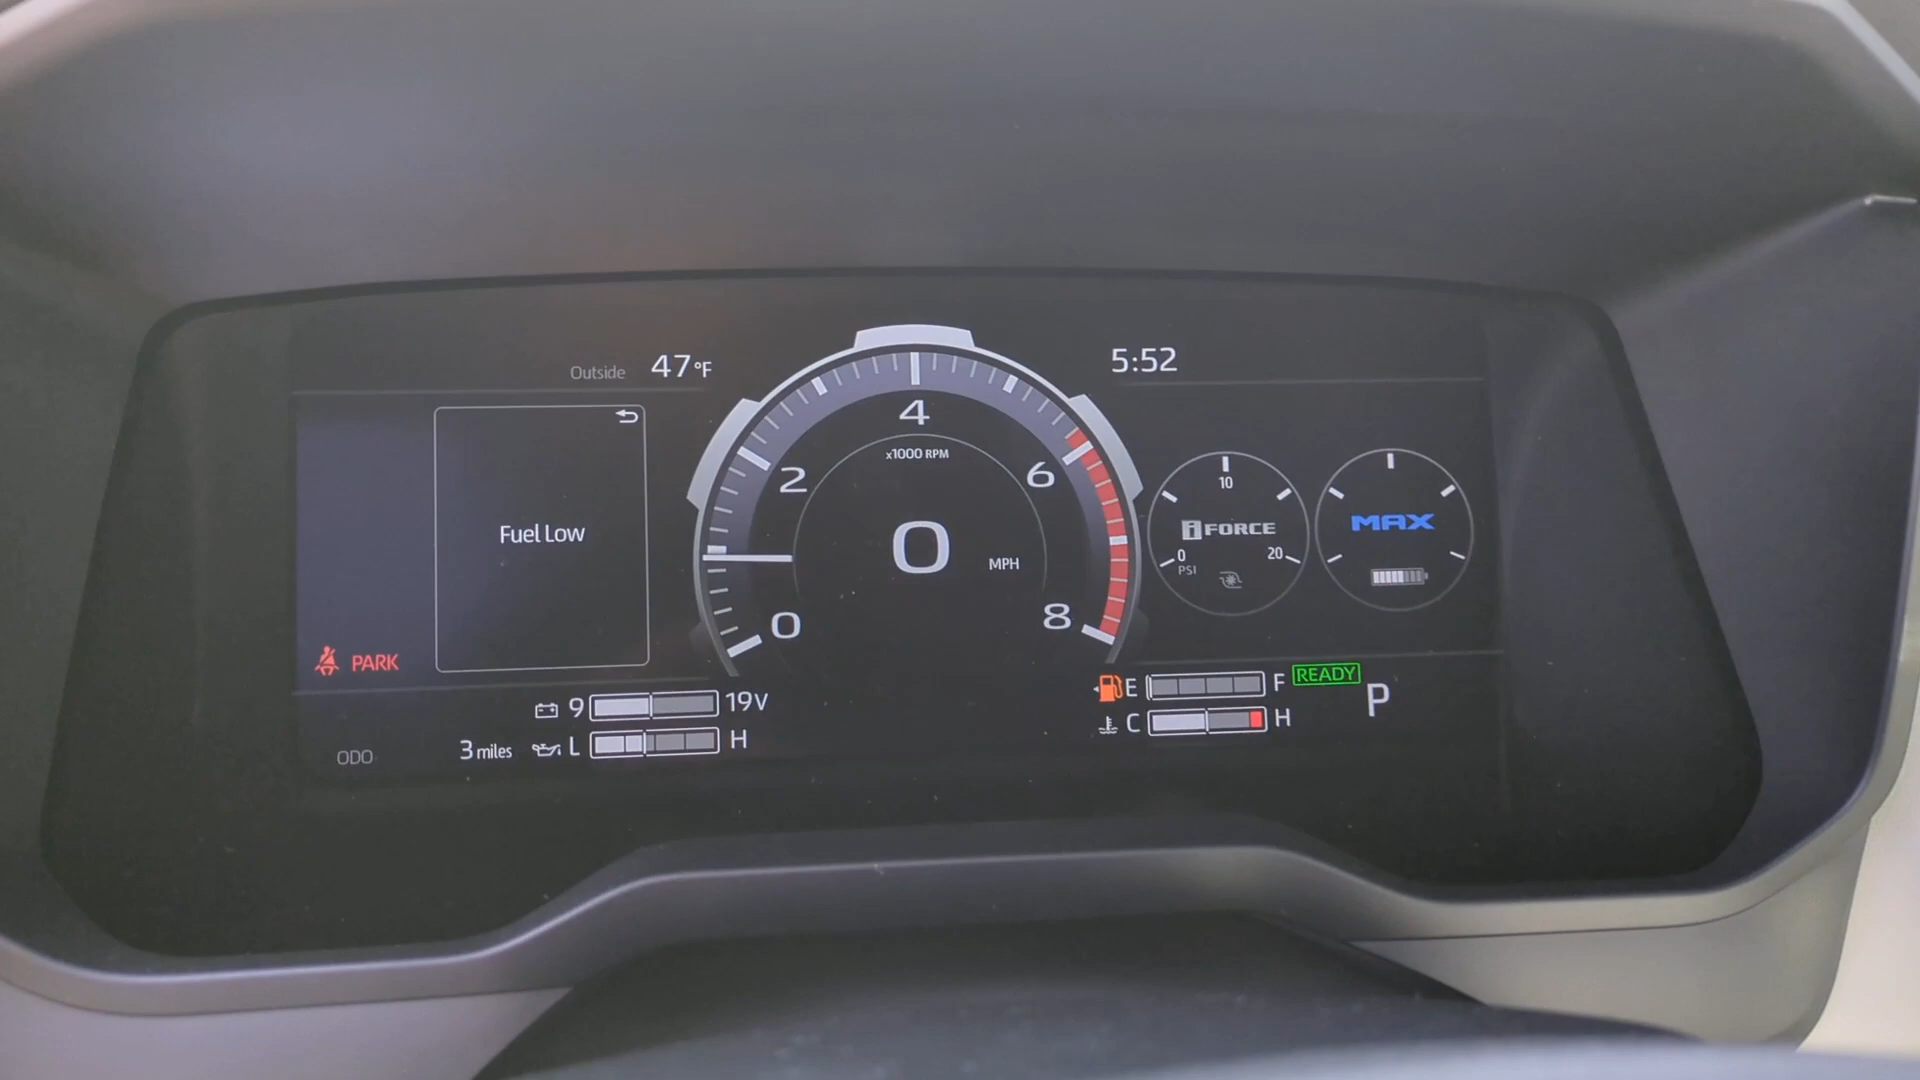 Outside 47°F
5:52
Fuel Low
PARK
4
x1000 RPM
2
6
0
MPH
0
8
10
iFORCE
0
20
PSI
MAX
9
19V
E
F
READY
P
L
H
C
H
ODO
3 miles